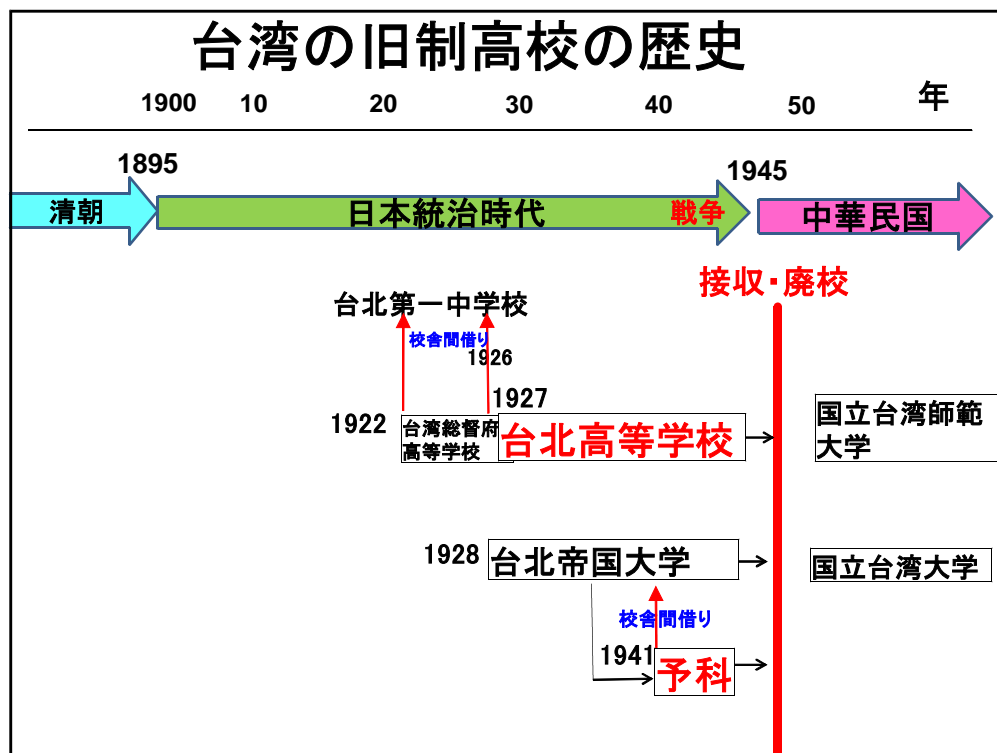 台湾の旧制高校の歴史
1900 10 20 30 40 50 年
1895 1945
清朝 日本統治時代 戦争 中華民国
接収・廃校
台北第一中学校
校舎間借り
1926
1927
1922 台湾総督府
高等学校
台北高等学校
国立台湾師範
大学
1928 台北帝国大学 国立台湾大学
校舎間借り
1941 予科